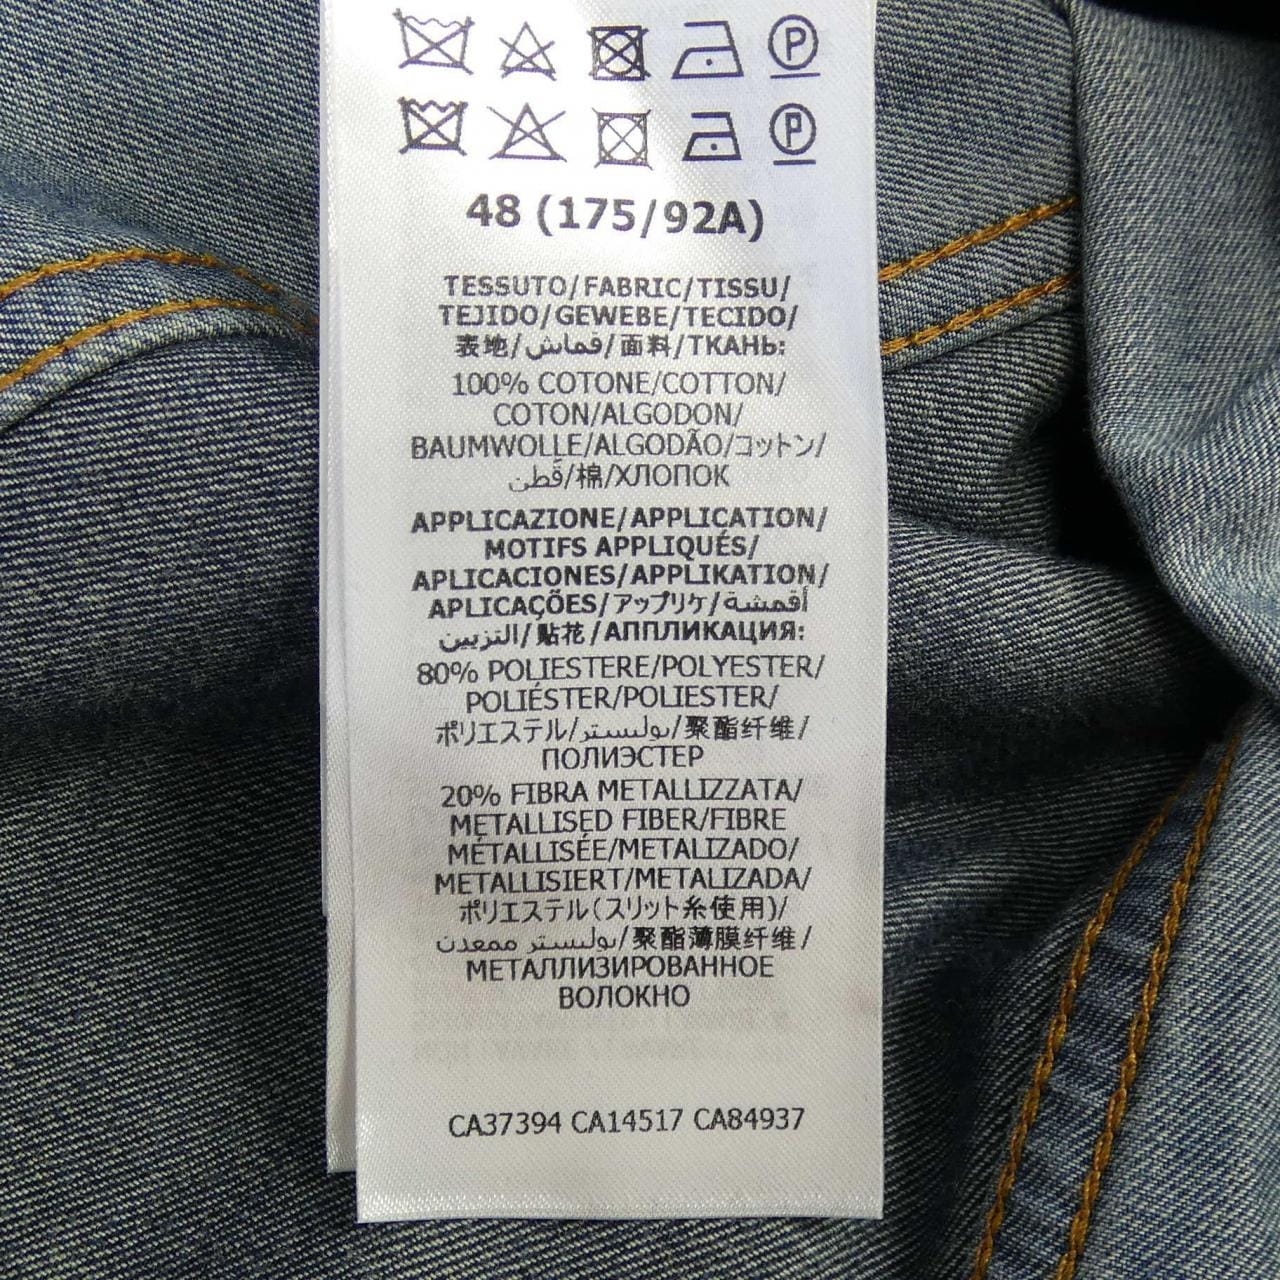 P
P
48 (175/92A)
TESSUTO/FABRIC/TISSU/
TEJIDO/GEWEBE/TECIDO/
表地/قماش/面料/ТКАНЬ:
100% COTONE/COTTON/
COTON/ALGODON/
BAUMWOLLE/ALGODÃO/コットン/
قطن/棉/ХЛОПОК
APPLICAZIONE/APPLICATION/
MOTIFS APPLIQUÉS/
APLICACIONES/APPLIKATION/
APLICAÇÕES/アップリケ/أقمشة
التزيين/贴花/АППЛИКАЦИЯ:
80% POLIESTERE/POLYESTER/
POLIÉSTER/POLIESTER/
ポリエステル/بوليستر/聚酯纤维/
ПОЛИЭСТЕР
20% FIBRA METALLIZZATA/
METALLISED FIBER/FIBRE
MÉTALLISÉE/METALIZADO/
METALLISIERT/METALIZADA/
ポリエステル(スリット糸使用)/
بوليستر ممعدن/聚酯薄膜纤维/
МЕТАЛЛИЗИРОВАННОЕ
ВОЛОКНО
CA37394 CA14517 CA84937